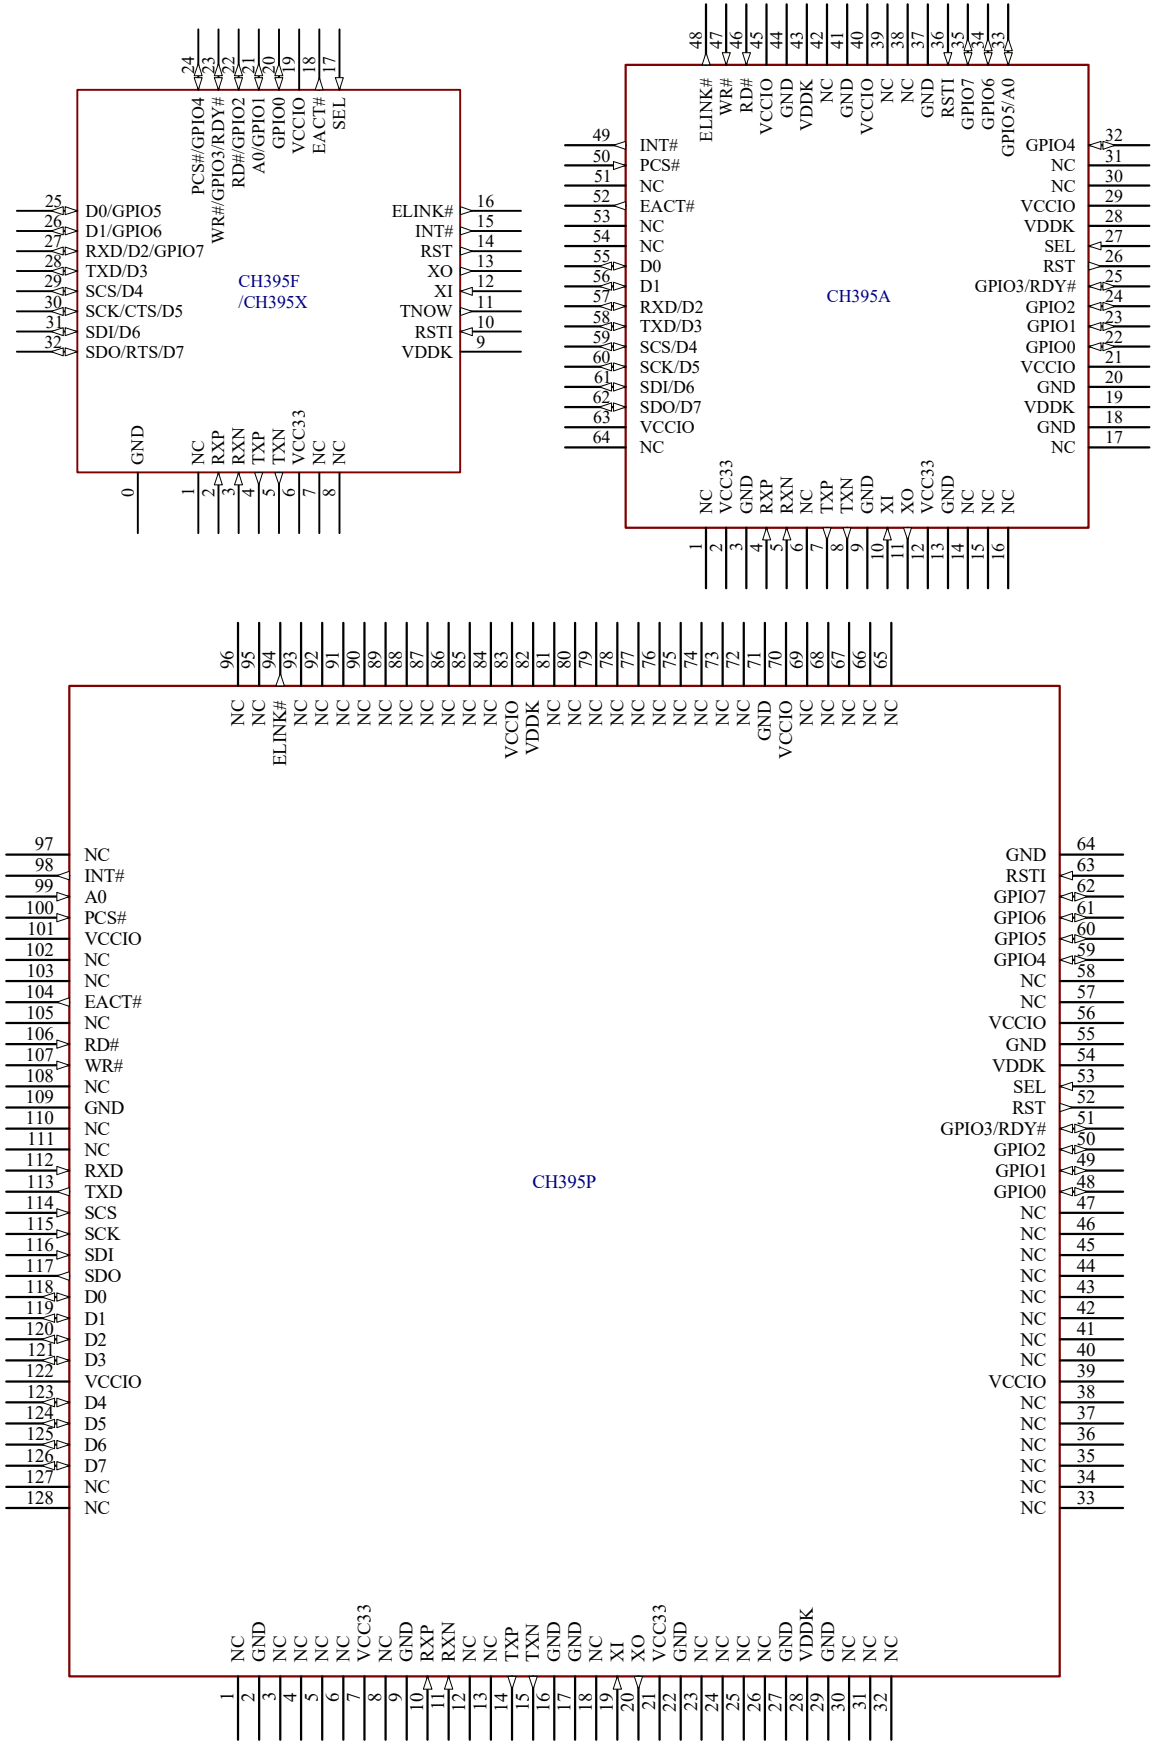 24 23 22 21 20 19 18 17
PCS#/GPIO4
WR#/GPIO3/RDY#
RD#/GPIO2
A0/GPIO1
GPIO0
VCCIO
EACT#
SEL
25 D0/GPIO5
26 D1/GPIO6
27 RXD/D2/GPIO7
28 TXD/D3
29 SCS/D4
30 SCK/CTS/D5
31 SDI/D6
32 SDO/RTS/D7
CH395F
/CH395X
ELINK# 16
INT# 15
RST 14
XO 13
XI 12
TNOW 11
RSTI 10
VDDK 9
GND NC RXP RXN TXP TXN VCC33 NC NC
0 1 2 3 4 5 6 7 8
48 47 46 45 44 43 42 41 40 39 38 37 36 35 34 33
ELINK#
WR#
RD#
VCCIO
GND
VDDK
NC
GND
VCCIO
NC
NC
GND
RSTI
GPIO7
GPIO6
GPIO5/A0
49 INT#
50 PCS#
51 NC
52 EACT#
53 NC
54 NC
55 D0
56 D1
57 RXD/D2
58 TXD/D3
59 SCS/D4
60 SCK/D5
61 SDI/D6
62 SDO/D7
63 VCCIO
64 NC
CH395A
GPIO4 32
NC 31
NC 30
VCCIO 29
VDDK 28
SEL 27
RST 26
GPIO3/RDY# 25
GPIO2 24
GPIO1 23
GPIO0 22
VCCIO 21
GND 20
VDDK 19
GND 18
NC 17
NC VCC33 GND RXP RXN NC TXP TXN GND XI XO VCC33 GND NC NC NC
1 2 3 4 5 6 7 8 9 10 11 12 13 14 15 16
96 95 94 93 92 91 90 89 88 87 86 85 84 83 82 81 80 79 78 77 76 75 74 73 72 71 70 69 68 67 66 65
NC NC ELINK# NC NC NC NC NC NC NC NC NC NC VCCIO VDDK NC NC NC NC NC NC NC NC NC NC GND VCCIO NC NC NC NC NC
97 NC
98 INT#
99 A0
100 PCS#
101 VCCIO
102 NC
103 NC
104 EACT#
105 NC
106 RD#
107 WR#
108 NC
109 GND
110 NC
111 NC
112 RXD
113 TXD
114 SCS
115 SCK
116 SDI
117 SDO
118 D0
119 D1
120 D2
121 D3
122 VCCIO
123 D4
124 D5
125 D6
126 D7
127 NC
128 NC
CH395P
GND 64
RSTI 63
GPIO7 62
GPIO6 61
GPIO5 60
GPIO4 59
NC 58
NC 57
VCCIO 56
GND 55
VDDK 54
SEL 53
RST 52
GPIO3/RDY# 51
GPIO2 50
GPIO1 49
GPIO0 48
NC 47
NC 46
NC 45
NC 44
NC 43
NC 42
NC 41
NC 40
VCCIO 39
NC 38
NC 37
NC 36
NC 35
NC 34
NC 33
NC GND NC NC NC NC VCC33 NC GND RXP RXN NC NC TXP TXN GND GND NC XI XO VCC33 GND NC NC NC NC GND VDDK GND NC NC NC
1 2 3 4 5 6 7 8 9 10 11 12 13 14 15 16 17 18 19 20 21 22 23 24 25 26 27 28 29 30 31 32